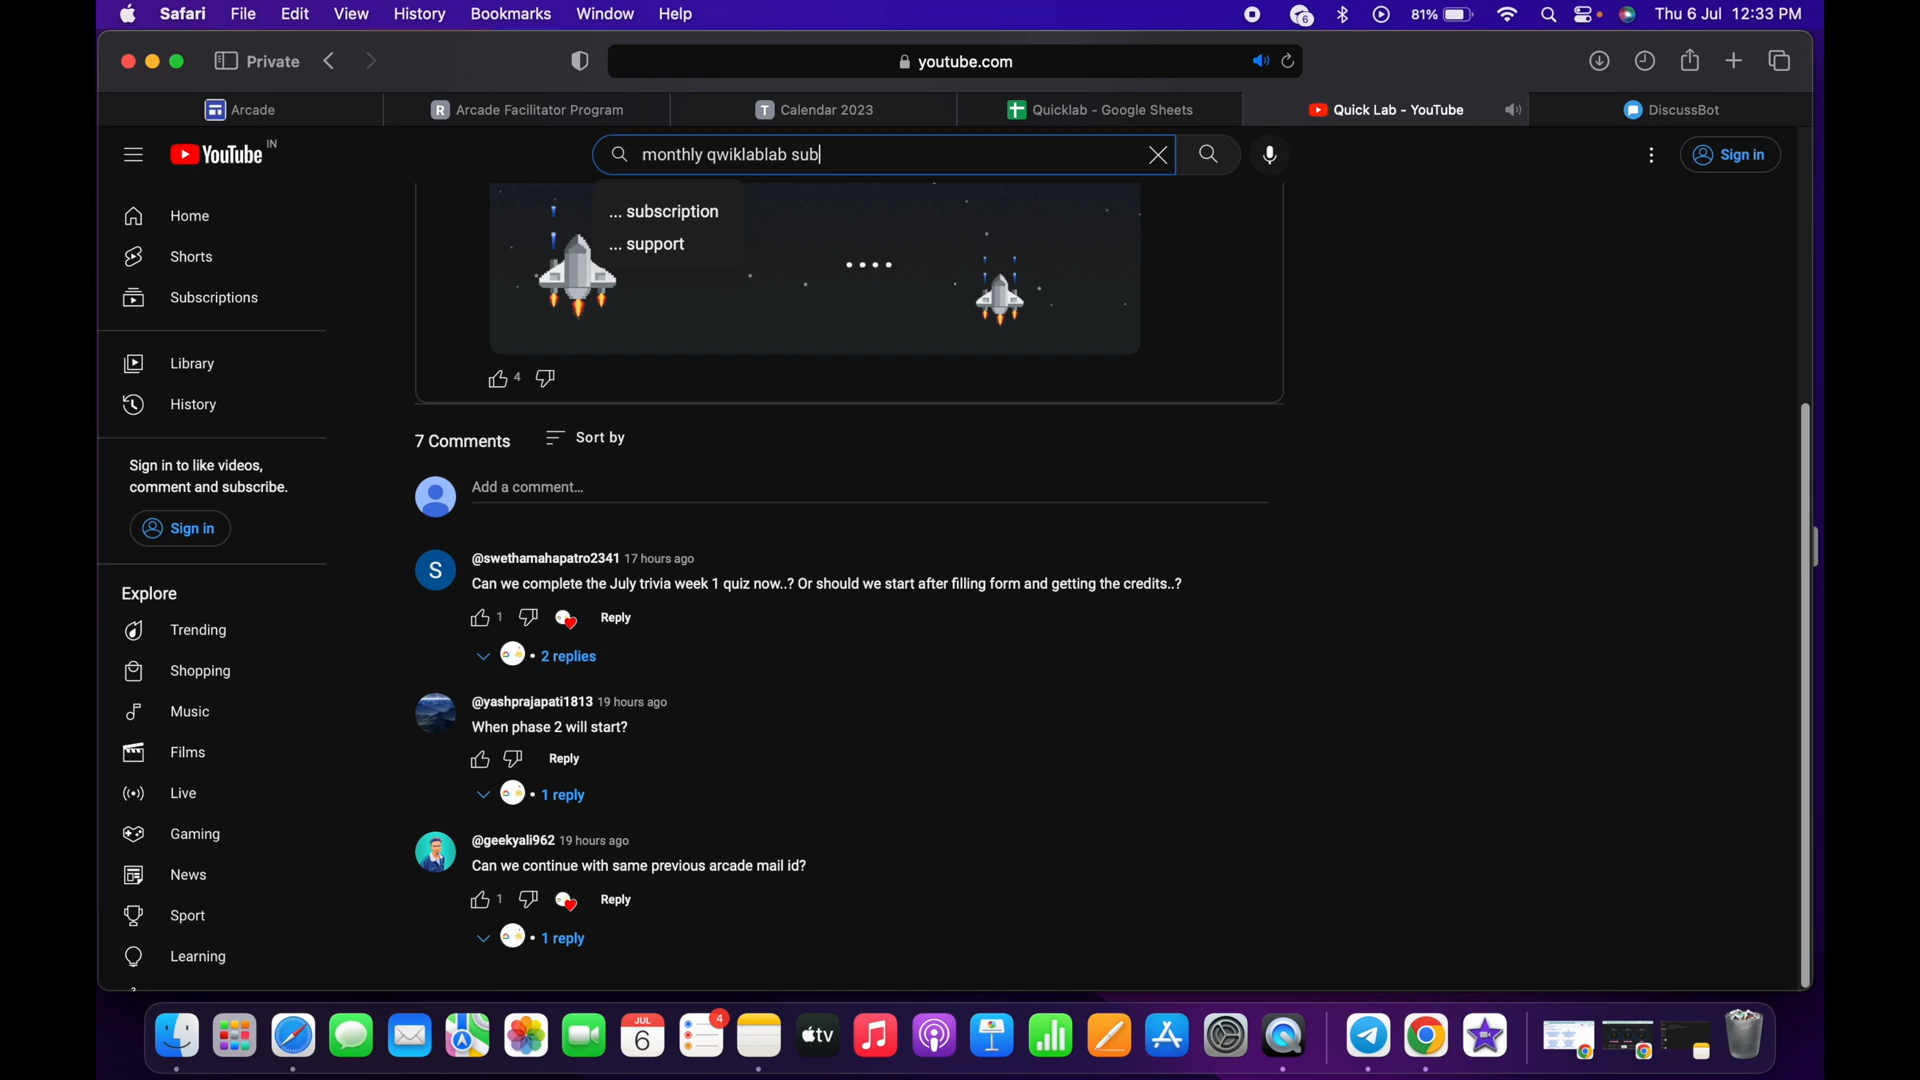 Safari File Edit View History Bookmarks Window Help 6 81% Thu 6 Jul 12:33 PM
Private youtube.com
Arcade R Arcade Facilitator Program T Calendar 2023 Quicklab - Google Sheets Quick Lab - YouTube DiscussBot
YouTube IN monthly qwiklablab sub Sign in
... subscription
... support
Home
Shorts
Subscriptions
Library
History
Sign in to like videos,
comment and subscribe.
Sign in
Explore
Trending
Shopping
Music
Films
Live
Gaming
News
Sport
Learning
4
7 Comments Sort by
Add a comment...
S
@swethamahapatro2341 17 hours ago
Can we complete the July trivia week 1 quiz now..? Or should we start after filling form and getting the credits..?
1 Reply
• 2 replies
@yashprajapati1813 19 hours ago
When phase 2 will start?
Reply
• 1 reply
@geekyali962 19 hours ago
Can we continue with same previous arcade mail id?
1 Reply
• 1 reply
JUL
6
4
tv